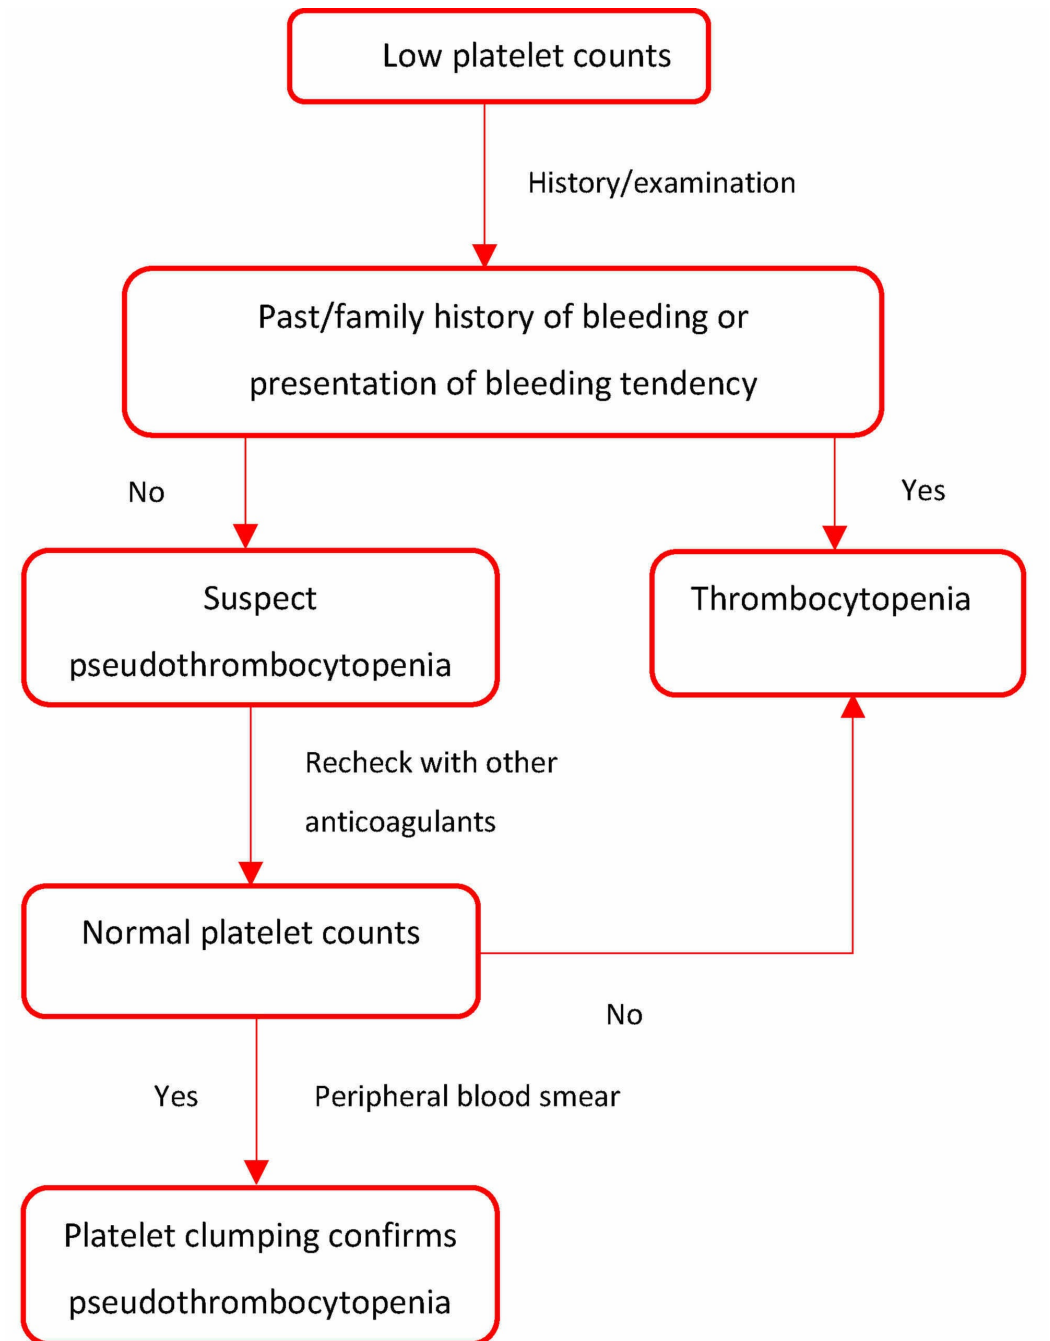 Low platelet counts
History/examination
Past/family history of bleeding or
presentation of bleeding tendency
No
Yes
Suspect
pseudothrombocytopenia
Thrombocytopenia
Recheck with other
anticoagulants
Normal platelet counts
No
Yes
Peripheral blood smear
Platelet clumping confirms
pseudothrombocytopenia